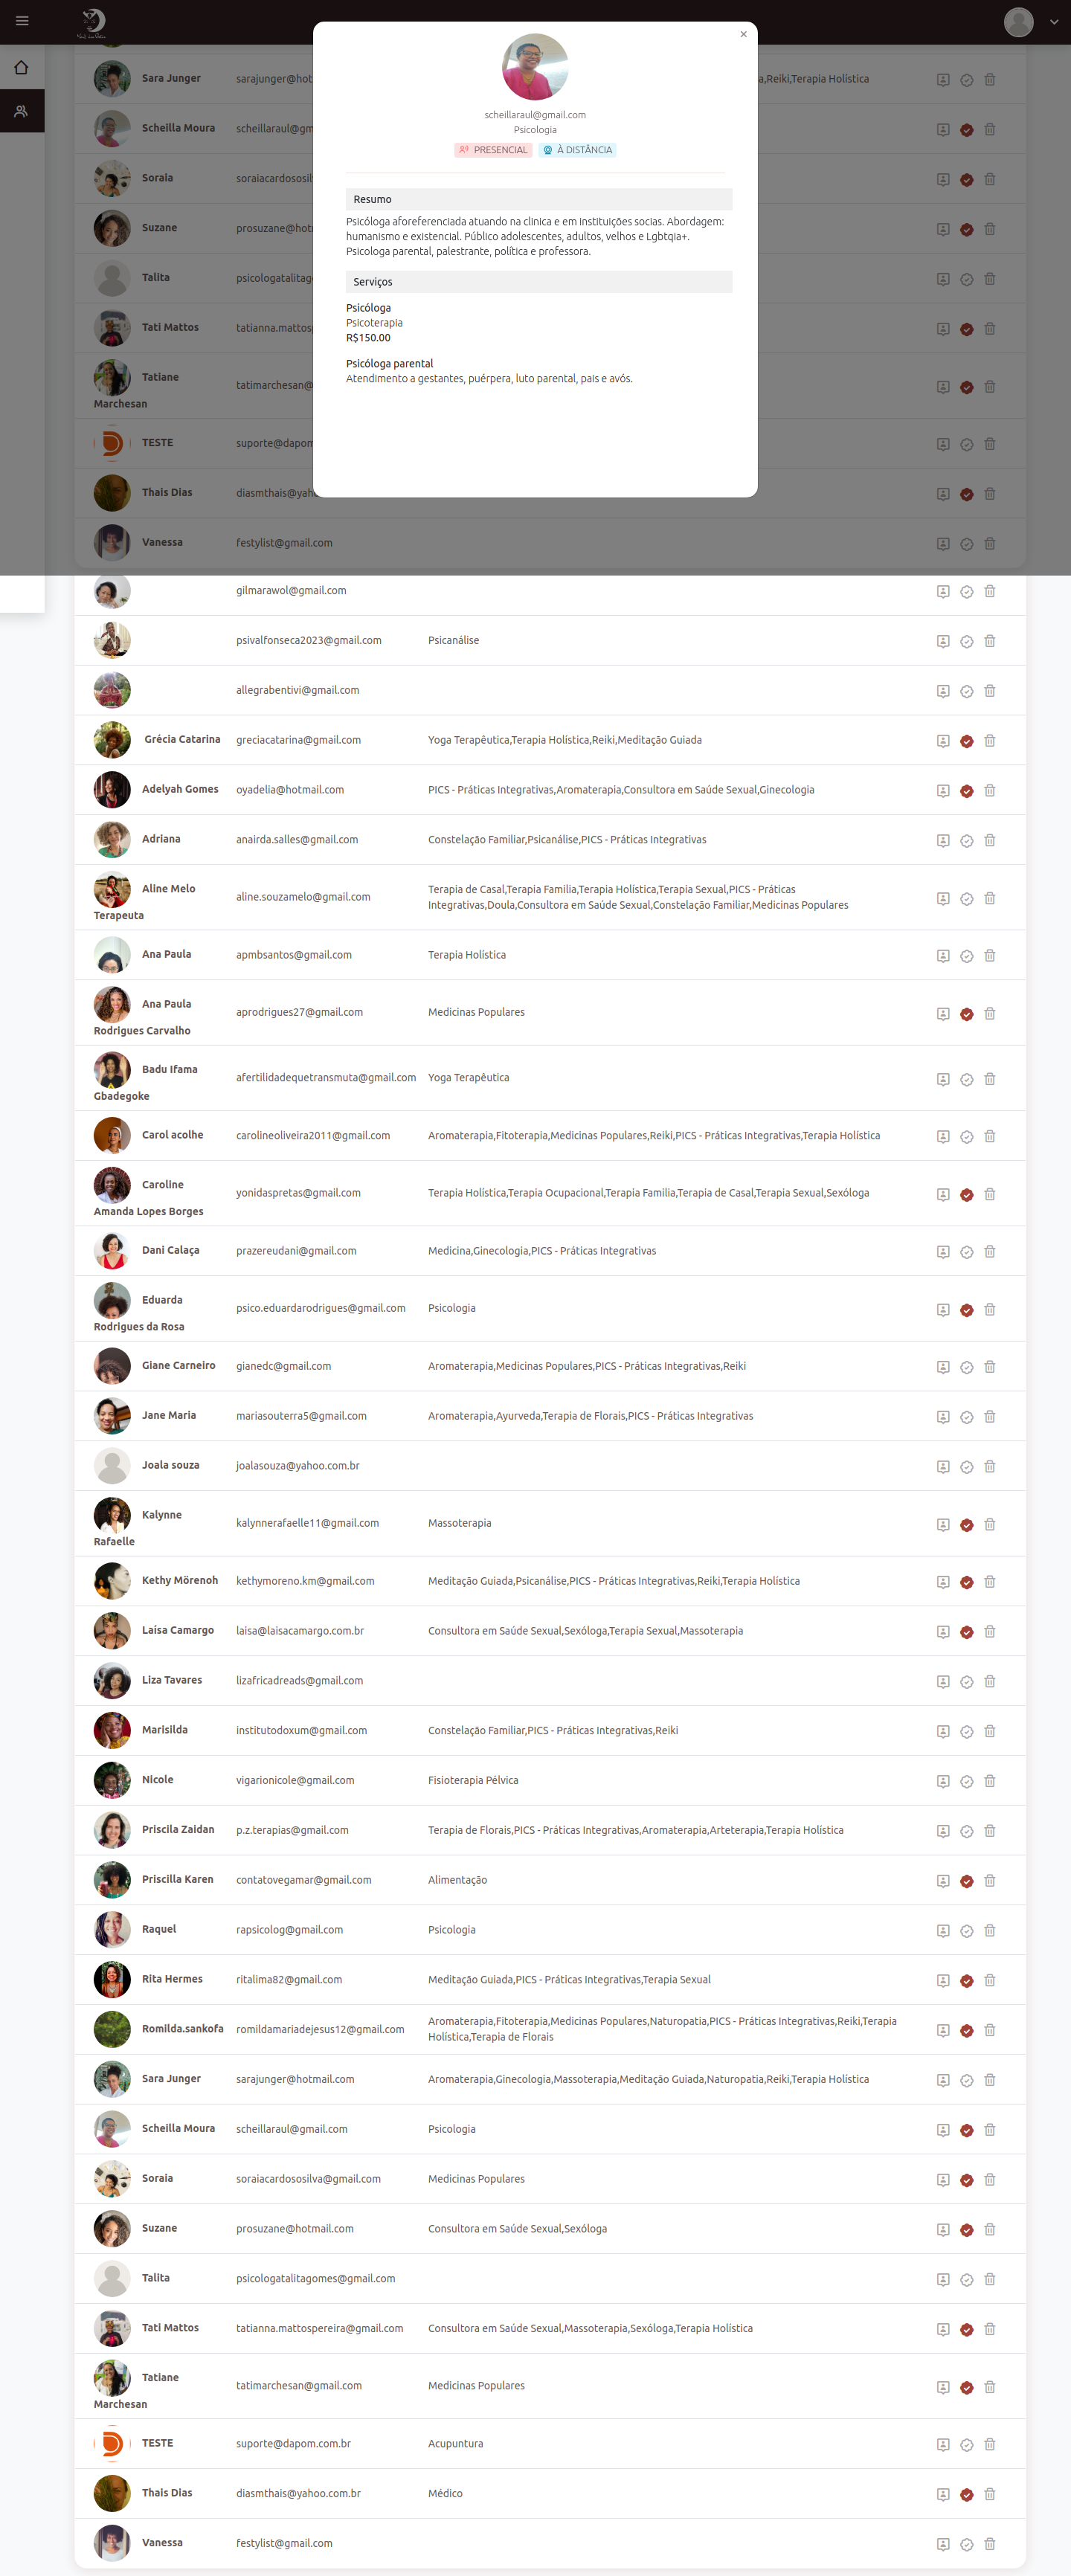 scheillaraul@gmail.com
Psicologia
PRESENCIAL À DISTÂNCIA
Resumo
Psicóloga aforeferenciada atuando na clinica e em instituições socias. Abordagem:
humanismo e existencial. Público adolescentes, adultos, velhos e Lgbtqia+.
Psicologa parental, palestrante, política e professora.
Serviços
Psicóloga
Psicoterapia
R$150.00
Psicóloga parental
Atendimento a gestantes, puérpera, luto parental, pais e avós.
Sara Junger sarajunger@hot a,Reiki,Terapia Holística
Scheilla Moura scheillaraul@gm
Soraia soraiacardososil
Suzane prosuzane@hot
Talita psicologatalitag
Tati Mattos tatianna.mattosp
Tatiane tatimarchesan@
Marchesan
TESTE suporte@dapom
Thais Dias diasmthais@yah
Vanessa festylist@gmail.com
gilmarawol@gmail.com
psivalfonseca2023@gmail.com Psicanálise
allegrabentivi@gmail.com
Grécia Catarina greciacatarina@gmail.com Yoga Terapêutica,Terapia Holística,Reiki,Meditação Guiada
Adelyah Gomes oyadelia@hotmail.com PICS - Práticas Integrativas,Aromaterapia,Consultora em Saúde Sexual,Ginecologia
Adriana anairda.salles@gmail.com Constelação Familiar,Psicanálise,PICS - Práticas Integrativas
Aline Melo aline.souzamelo@gmail.com Terapia de Casal,Terapia Familia,Terapia Holística,Terapia Sexual,PICS - Práticas
Terapeuta Integrativas,Doula,Consultora em Saúde Sexual,Constelação Familiar,Medicinas Populares
Ana Paula apmbsantos@gmail.com Terapia Holística
Ana Paula aprodrigues27@gmail.com Medicinas Populares
Rodrigues Carvalho
Badu Ifama afertilidadequetransmuta@gmail.com Yoga Terapêutica
Gbadegoke
Carol acolhe carolineoliveira2011@gmail.com Aromaterapia,Fitoterapia,Medicinas Populares,Reiki,PICS - Práticas Integrativas,Terapia Holística
Caroline yonidaspretas@gmail.com Terapia Holística,Terapia Ocupacional,Terapia Familia,Terapia de Casal,Terapia Sexual,Sexóloga
Amanda Lopes Borges
Dani Calaça prazereudani@gmail.com Medicina,Ginecologia,PICS - Práticas Integrativas
Eduarda psico.eduardarodrigues@gmail.com Psicologia
Rodrigues da Rosa
Giane Carneiro gianedc@gmail.com Aromaterapia,Medicinas Populares,PICS - Práticas Integrativas,Reiki
Jane Maria mariasouterra5@gmail.com Aromaterapia,Ayurveda,Terapia de Florais,PICS - Práticas Integrativas
Joala souza joalasouza@yahoo.com.br
Kalynne kalynnerafaelle11@gmail.com Massoterapia
Rafaelle
Kethy Mörenoh kethymoreno.km@gmail.com Meditação Guiada,Psicanálise,PICS - Práticas Integrativas,Reiki,Terapia Holística
Laísa Camargo laisa@laisacamargo.com.br Consultora em Saúde Sexual,Sexóloga,Terapia Sexual,Massoterapia
Liza Tavares lizafricadreads@gmail.com
Marisilda institutodoxum@gmail.com Constelação Familiar,PICS - Práticas Integrativas,Reiki
Nicole vigarionicole@gmail.com Fisioterapia Pélvica
Priscila Zaidan p.z.terapias@gmail.com Terapia de Florais,PICS - Práticas Integrativas,Aromaterapia,Arteterapia,Terapia Holística
Priscilla Karen contatovegamar@gmail.com Alimentação
Raquel rapsicolog@gmail.com Psicologia
Rita Hermes ritalima82@gmail.com Meditação Guiada,PICS - Práticas Integrativas,Terapia Sexual
Romilda.sankofa romildamariadejesus12@gmail.com Aromaterapia,Fitoterapia,Medicinas Populares,Naturopatia,PICS - Práticas Integrativas,Reiki,Terapia
Holística,Terapia de Florais
Sara Junger sarajunger@hotmail.com Aromaterapia,Ginecologia,Massoterapia,Meditação Guiada,Naturopatia,Reiki,Terapia Holística
Scheilla Moura scheillaraul@gmail.com Psicologia
Soraia soraiacardososilva@gmail.com Medicinas Populares
Suzane prosuzane@hotmail.com Consultora em Saúde Sexual,Sexóloga
Talita psicologatalitagomes@gmail.com
Tati Mattos tatianna.mattospereira@gmail.com Consultora em Saúde Sexual,Massoterapia,Sexóloga,Terapia Holística
Tatiane tatimarchesan@gmail.com Medicinas Populares
Marchesan
TESTE suporte@dapom.com.br Acupuntura
Thais Dias diasmthais@yahoo.com.br Médico
Vanessa festylist@gmail.com